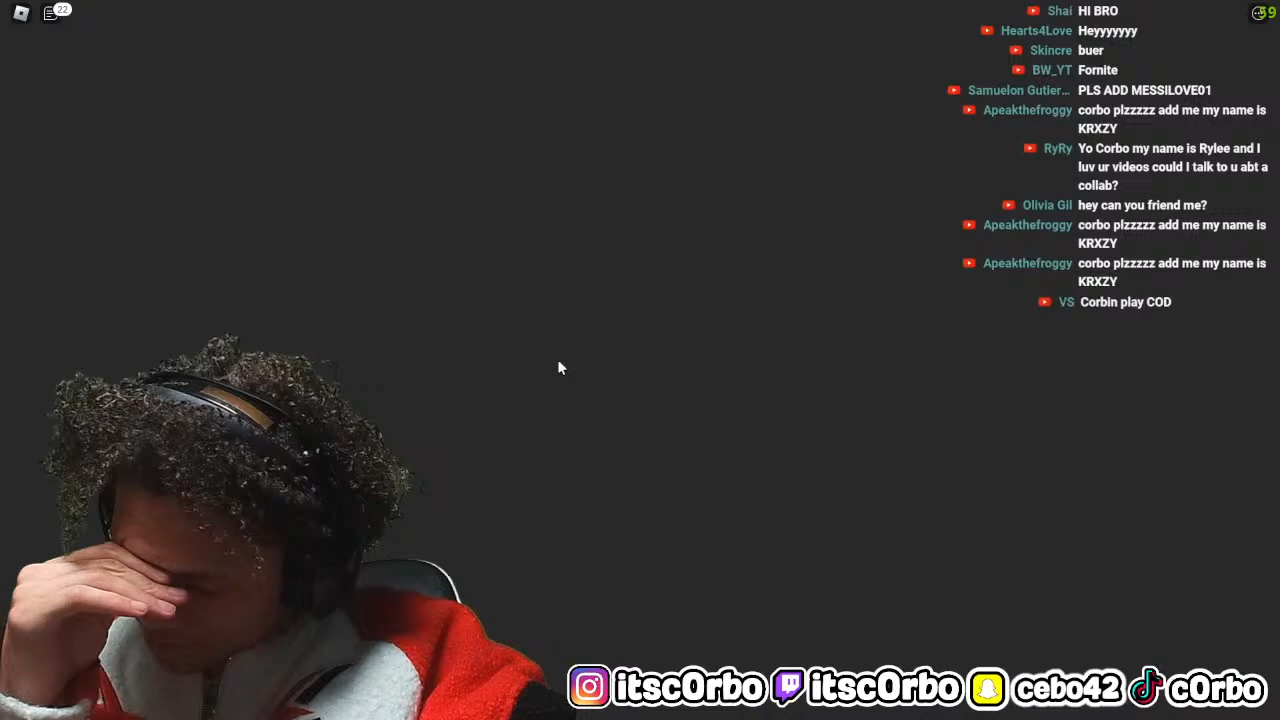 22
59
Shai HI BRO
Hearts4Love Heyyyyyyy
Skincre buer
BW_YT Fornite
Samuelon Gutier... PLS ADD MESSILOVE01
Apeakthefroggy corbo plzzzzz add me my name is
KRXZY
RyRy Yo Corbo my name is Rylee and I
luv ur videos could I talk to u abt a
collab?
Olivia Gil hey can you friend me?
Apeakthefroggy corbo plzzzzz add me my name is
KRXZY
Apeakthefroggy corbo plzzzzz add me my name is
KRXZY
VS Corbin play COD
itsc0rbo itsc0rbo cebo42 c0rbo